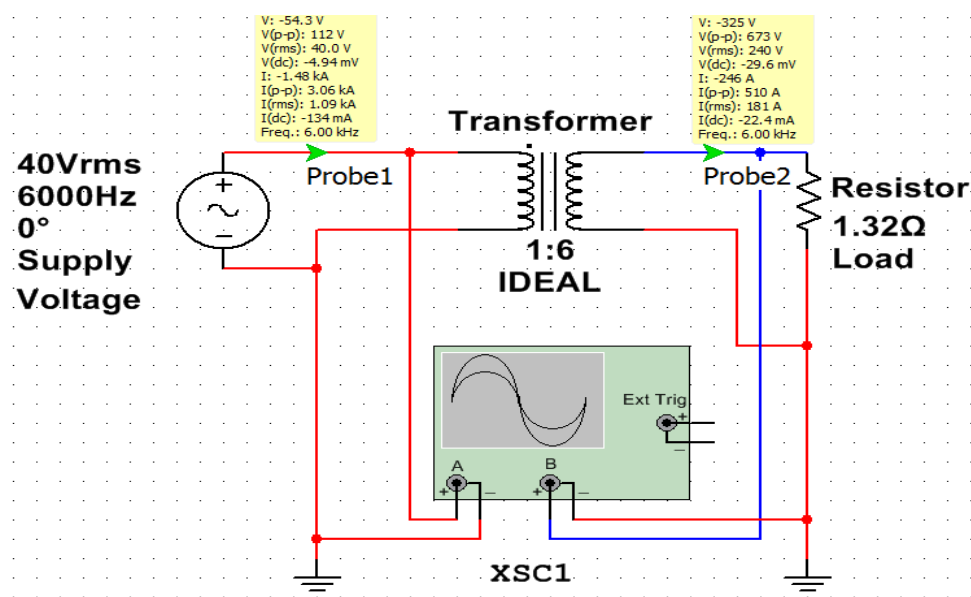 V: -54.3 V
V(p-p): 112 V
V(rms): 40.0 V
V(dc): -4.94 mV
I: -1.48 kA
I(p-p): 3.06 kA
I(rms): 1.09 kA
I(dc): -134 mA
Freq.: 6.00 kHz
V: -325 V
V(p-p): 673 V
V(rms): 240 V
V(dc): -29.6 mV
I: -246 A
I(p-p): 510 A
I(rms): 181 A
I(dc): -22.4 mA
Freq.: 6.00 kHz
Transformer
40Vrms
6000Hz
0°
Supply
Voltage
+
−
Probe1
Probe2
1:6
IDEAL
Resistor
1.32Ω
Load
Ext Trig
+
−
A
B
+ −
+ −
XSC1